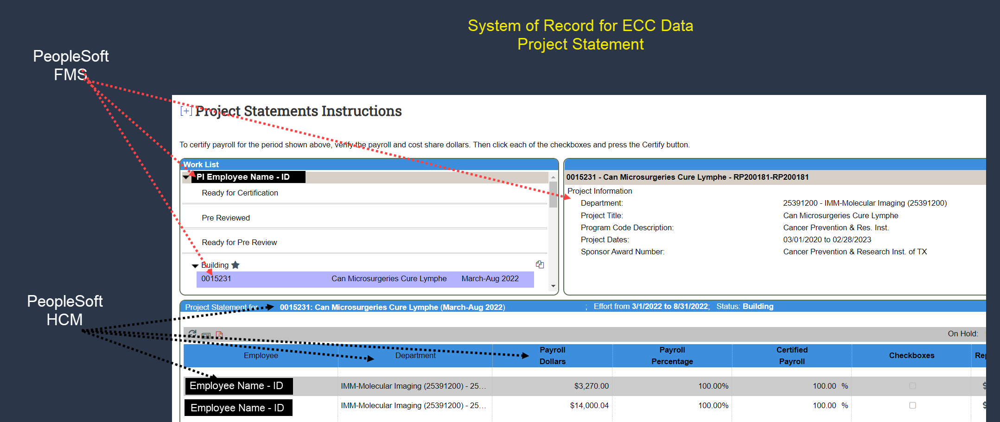 System of Record for ECC Data
Project Statement
PeopleSoft
FMS
[+] Project Statements Instructions
To certify payroll for the period shown above, verify the payroll and cost share dollars. Then click each of the checkboxes and press the Certify button.
Work List
PI Employee Name - ID
Ready for Certification
Pre Reviewed
Ready for Pre Review
Building
0015231 Can Microsurgeries Cure Lymphe March-Aug 2022
0015231 - Can Microsurgeries Cure Lymphe - RP200181-RP200181
Project Information
Department: 25391200 - IMM-Molecular Imaging (25391200)
Project Title: Can Microsurgeries Cure Lymphe
Program Code Description: Cancer Prevention & Res. Inst.
Project Dates: 03/01/2020 to 02/28/2023
Sponsor Award Number: Cancer Prevention & Research Inst. of TX
PeopleSoft
HCM
Project Statement for 0015231: Can Microsurgeries Cure Lymphe (March-Aug 2022) ; Effort from 3/1/2022 to 8/31/2022; Status: Building
On Hold:
Employee Department Payroll Dollars Payroll Percentage Certified Payroll Checkboxes
Employee Name - ID IMM-Molecular Imaging (25391200) - 25... $3,270.00 100.00% 100.00 %
Employee Name - ID IMM-Molecular Imaging (25391200) - 25... $14,000.04 100.00% 100.00 %